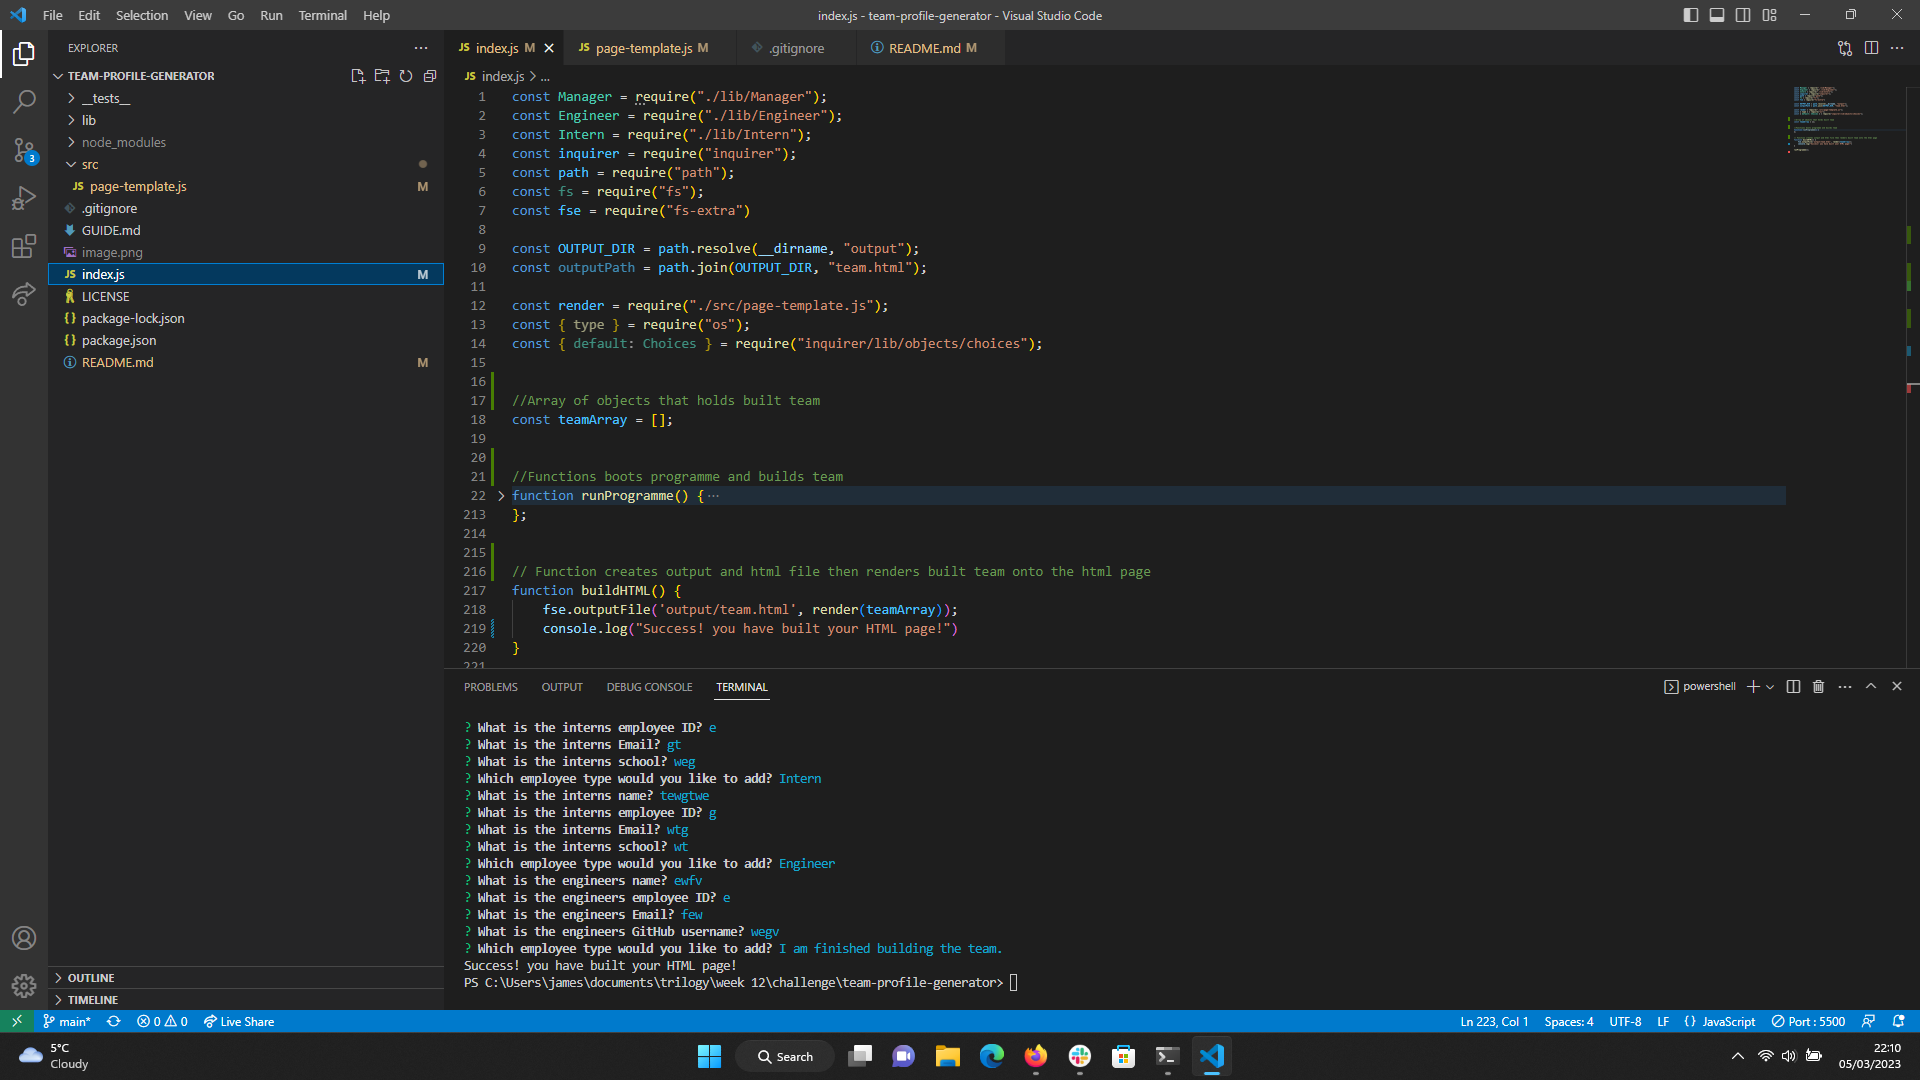 File Edit Selection View Go Run Terminal Help
index.js - team-profile-generator - Visual Studio Code
EXPLORER
TEAM-PROFILE-GENERATOR
__tests__
lib
node_modules
src
JS page-template.js M
.gitignore
GUIDE.md
image.png
JS index.js M
LICENSE
{} package-lock.json
{} package.json
README.md M
OUTLINE
TIMELINE
3
JS index.js M
JS page-template.js M
.gitignore
README.md M
JS index.js > ...
1 const Manager = require("./lib/Manager");
2 const Engineer = require("./lib/Engineer");
3 const Intern = require("./lib/Intern");
4 const inquirer = require("inquirer");
5 const path = require("path");
6 const fs = require("fs");
7 const fse = require("fs-extra")
8
9 const OUTPUT_DIR = path.resolve(__dirname, "output");
10 const outputPath = path.join(OUTPUT_DIR, "team.html");
11
12 const render = require("./src/page-template.js");
13 const { type } = require("os");
14 const { default: Choices } = require("inquirer/lib/objects/choices");
15
16
17 //Array of objects that holds built team
18 const teamArray = [];
19
20
21 //Functions boots programme and builds team
22 function runProgramme() { ...
213 };
214
215
216 // Function creates output and html file then renders built team onto the html page
217 function buildHTML() {
218 fse.outputFile('output/team.html', render(teamArray));
219 console.log("Success! you have built your HTML page!")
220 }
221
PROBLEMS OUTPUT DEBUG CONSOLE TERMINAL
powershell
? What is the interns employee ID? e
? What is the interns Email? gt
? What is the interns school? weg
? Which employee type would you like to add? Intern
? What is the interns name? tewgtwe
? What is the interns employee ID? g
? What is the interns Email? wtg
? What is the interns school? wt
? Which employee type would you like to add? Engineer
? What is the engineers name? ewfv
? What is the engineers employee ID? e
? What is the engineers Email? few
? What is the engineers GitHub username? wegv
? Which employee type would you like to add? I am finished building the team.
Success! you have built your HTML page!
PS C:\Users\james\documents\trilogy\week 12\challenge\team-profile-generator>
main* 0 0 Live Share
Ln 223, Col 1 Spaces: 4 UTF-8 LF {} JavaScript Port : 5500
5°C
Cloudy
Search
22:10
05/03/2023